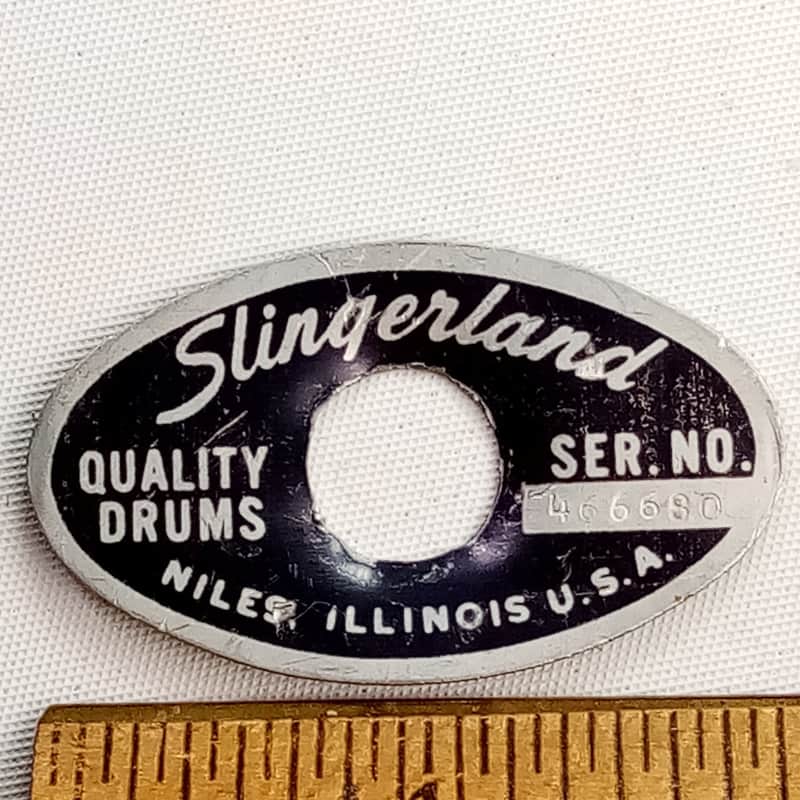 Slingerland
QUALITY
DRUMS
SER. NO.
466680
NILES, ILLINOIS U.S.A.